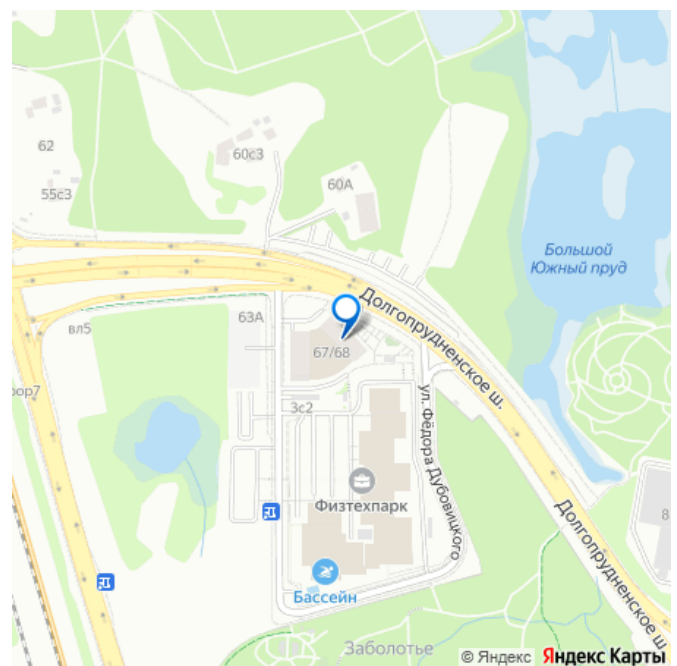 62
60с3
55с3
60А
Большой
Южный пруд
Долгопрудненское ш.
63А
вл5
67/68
3с2
ул. Фёдора Дубовицкого
Физтехпарк
Долгопрудненское ш.
8
Бассейн
Заболотье
© Яндекс Яндекс Карты